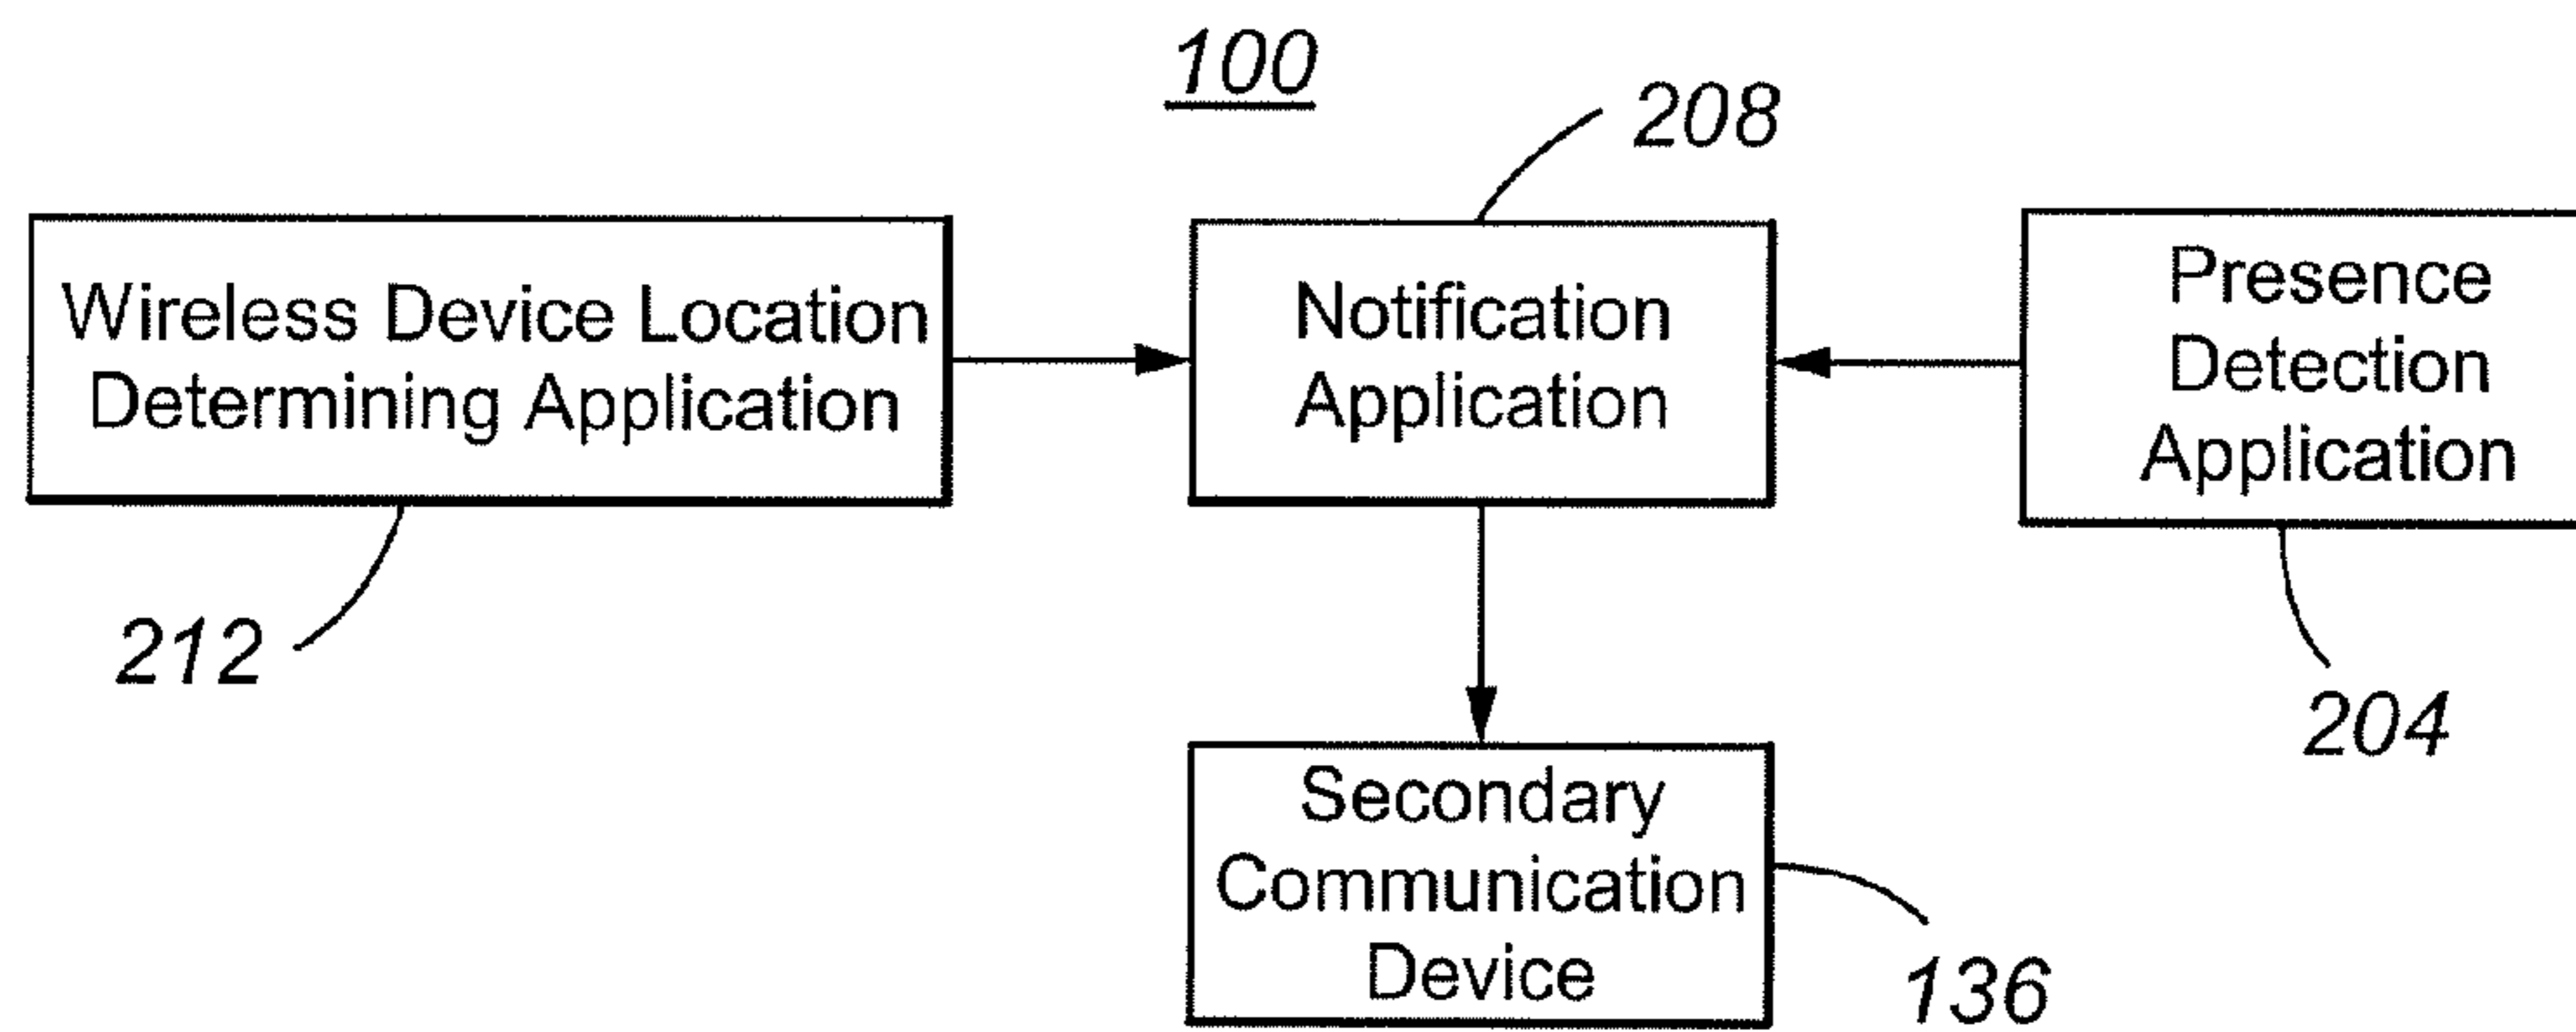 100
208
Wireless Device Location
Determining Application
Notification
Application
Presence
Detection
Application
212
204
Secondary
Communication
Device
136